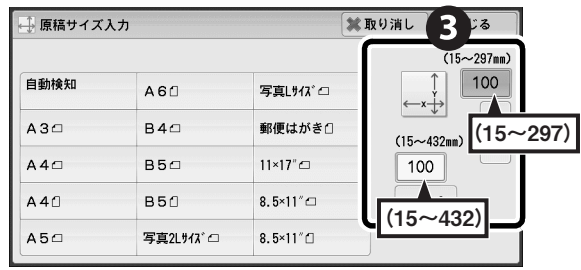 原稿サイズ入力
取り消し
3
じる
(15～297㎜)
100
Y
X
(15～297)
(15～432㎜)
100
(15～432)
自動検知
A6
写真Lｻｲｽﾞ
A3
B4
郵便はがき
A4
B5
11×17"
A4
B5
8.5×11"
A5
写真2Lｻｲｽﾞ
8.5×11"